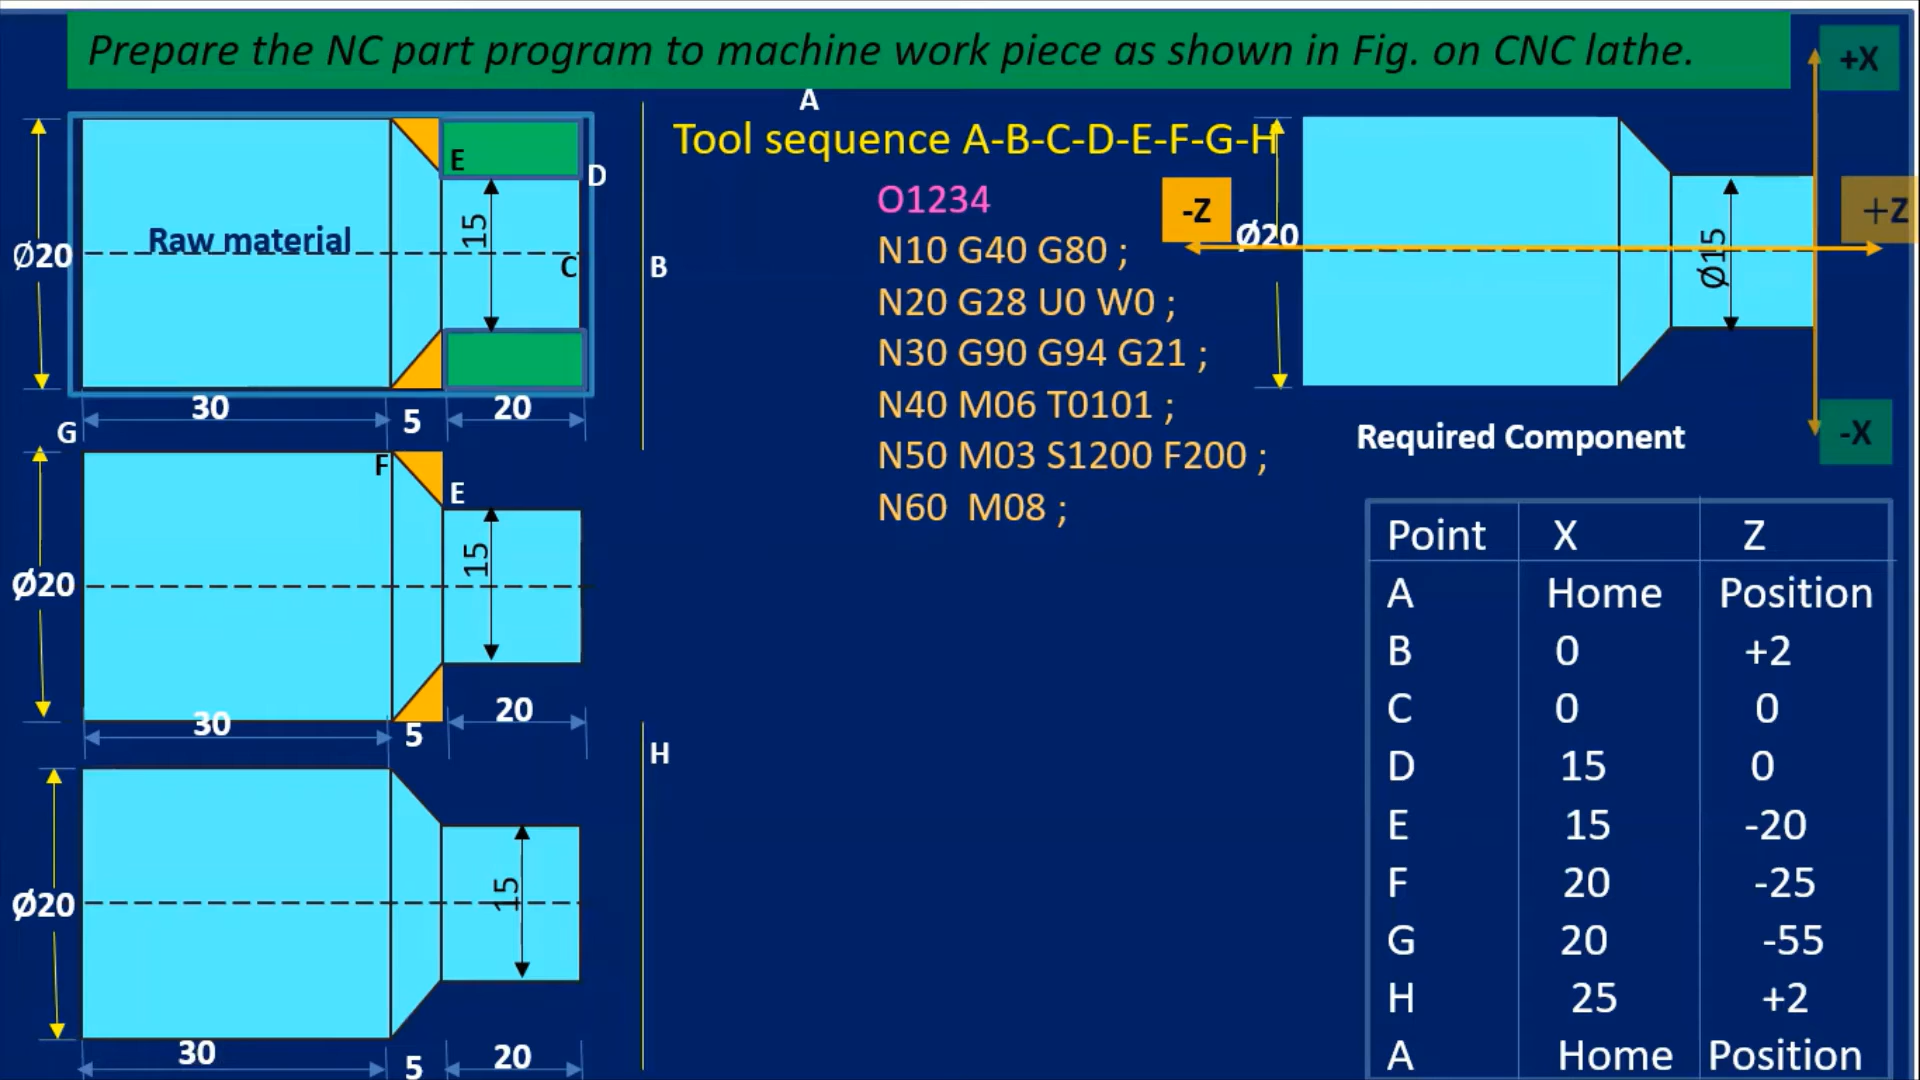 Prepare the NC part program to machine work piece as shown in Fig. on CNC lathe.
+X
A
Tool sequence A-B-C-D-E-F-G-H
O1234
N10 G40 G80 ;
N20 G28 U0 W0 ;
N30 G90 G94 G21 ;
N40 M06 T0101 ;
N50 M03 S1200 F200 ;
N60 M08 ;
E
D
Raw material
15
Ø20
C
B
30
5
20
G
F
E
Ø20
15
30
5
20
H
Ø20
15
30
5
20
-Z
+Z
Ø20
Ø15
-X
Required Component
Point X Z
A Home Position
B 0 +2
C 0 0
D 15 0
E 15 -20
F 20 -25
G 20 -55
H 25 +2
A Home Position